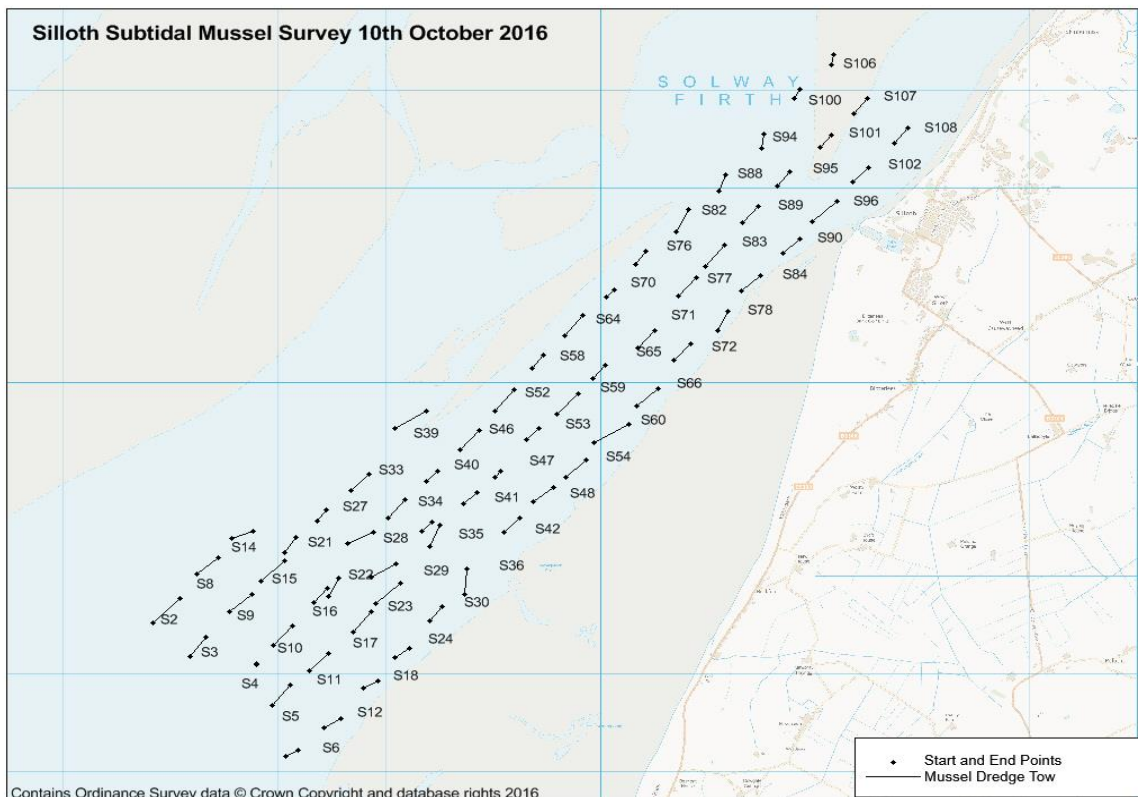 Silloth Subtidal Mussel Survey 10th October 2016
SOLWAY
FIRTH
S106
S100
S107
S94
S101
S108
S88
S95
S102
S82
S89
S96
Silloth
S76
S83
S90
S70
S77
S84
S64
S71
S78
S58
S65
S72
S52
S59
S66
S39
S46
S53
S60
S33
S40
S47
S54
S27
S34
S41
S48
S14
S21
S28
S35
S42
S8
S15
S22
S29
S36
S2
S9
S16
S23
S30
S3
S10
S17
S24
S4
S11
S18
S5
S12
S6
Start and End Points
Mussel Dredge Tow
Contains Ordinance Survey data © Crown Copyright and database rights 2016